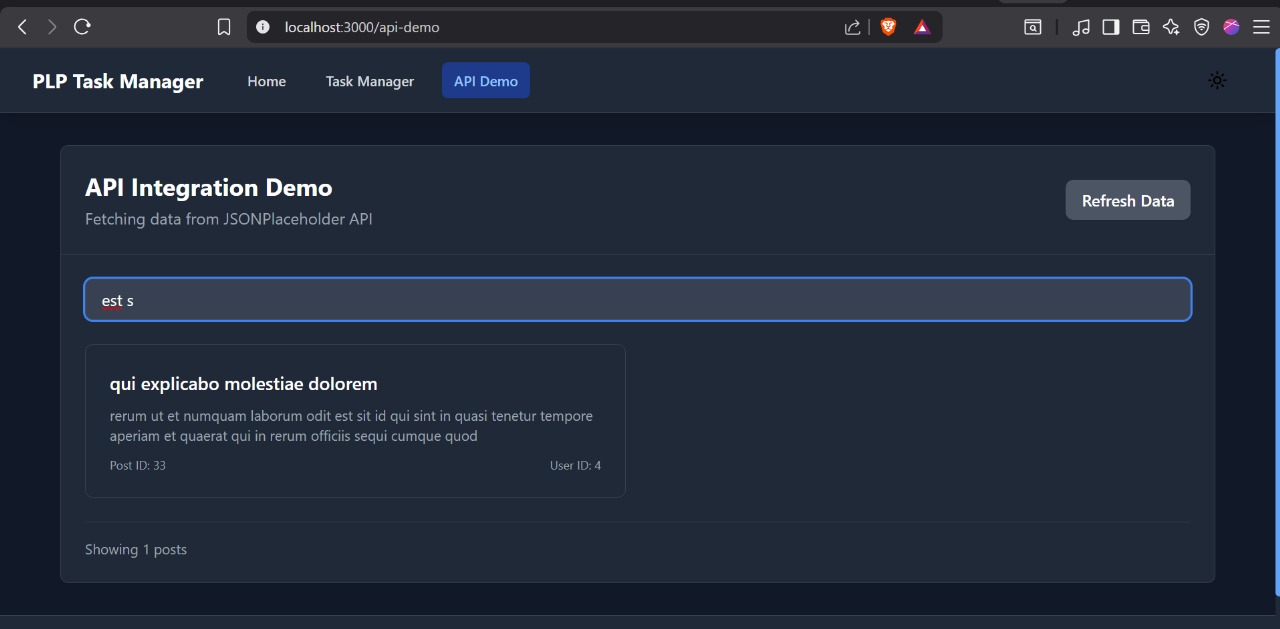 localhost:3000/api-demo
PLP Task Manager Home Task Manager API Demo
API Integration Demo
Fetching data from JSONPlaceholder API
Refresh Data
est s
qui explicabo molestiae dolorem
rerum ut et numquam laborum odit est sit id qui sint in quasi tenetur tempore
aperiam et quaerat qui in rerum officiis sequi cumque quod
Post ID: 33 User ID: 4
Showing 1 posts